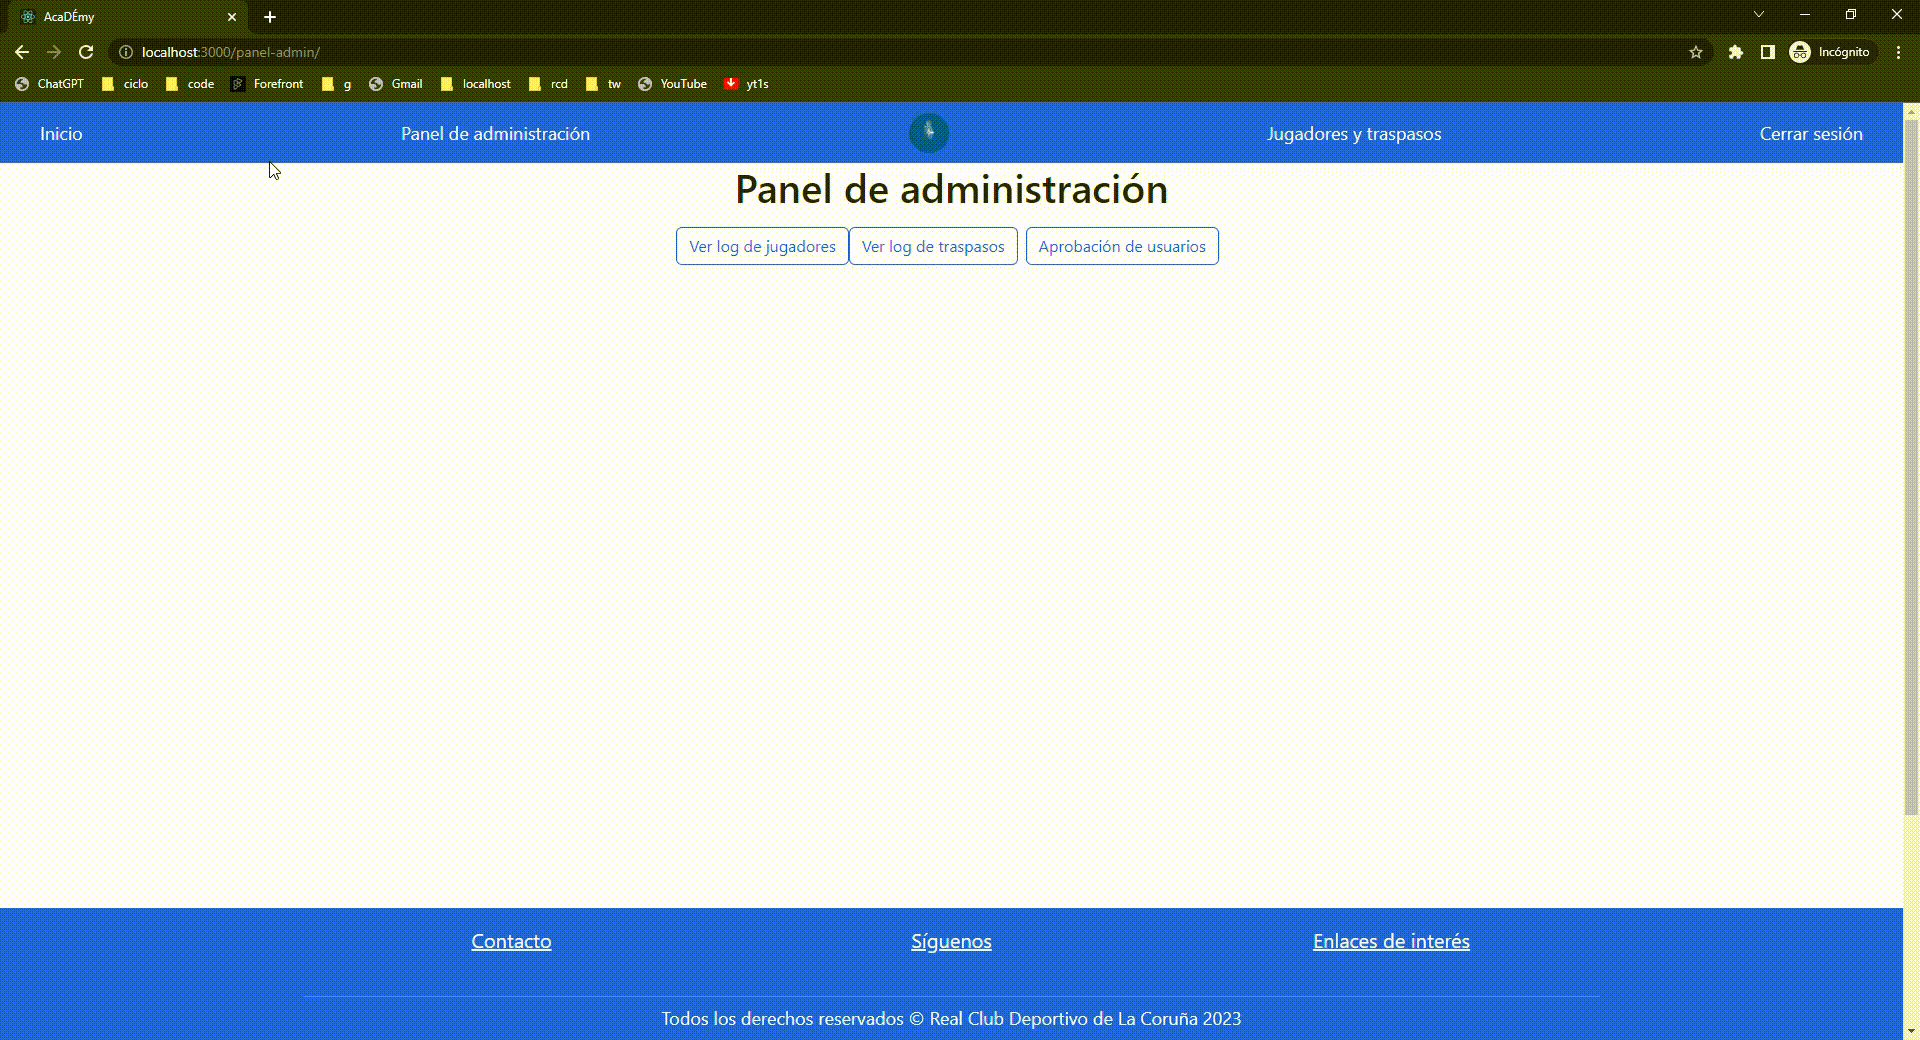 AcaDÉmy
localhost:3000/panel-admin/
Incógnito
ChatGPT ciclo code Forefront g Gmail localhost rcd tw YouTube yt1s
Inicio Panel de administración Jugadores y traspasos Cerrar sesión
Panel de administración
Ver log de jugadores Ver log de traspasos Aprobación de usuarios
Contacto Síguenos Enlaces de interés
Todos los derechos reservados © Real Club Deportivo de La Coruña 2023